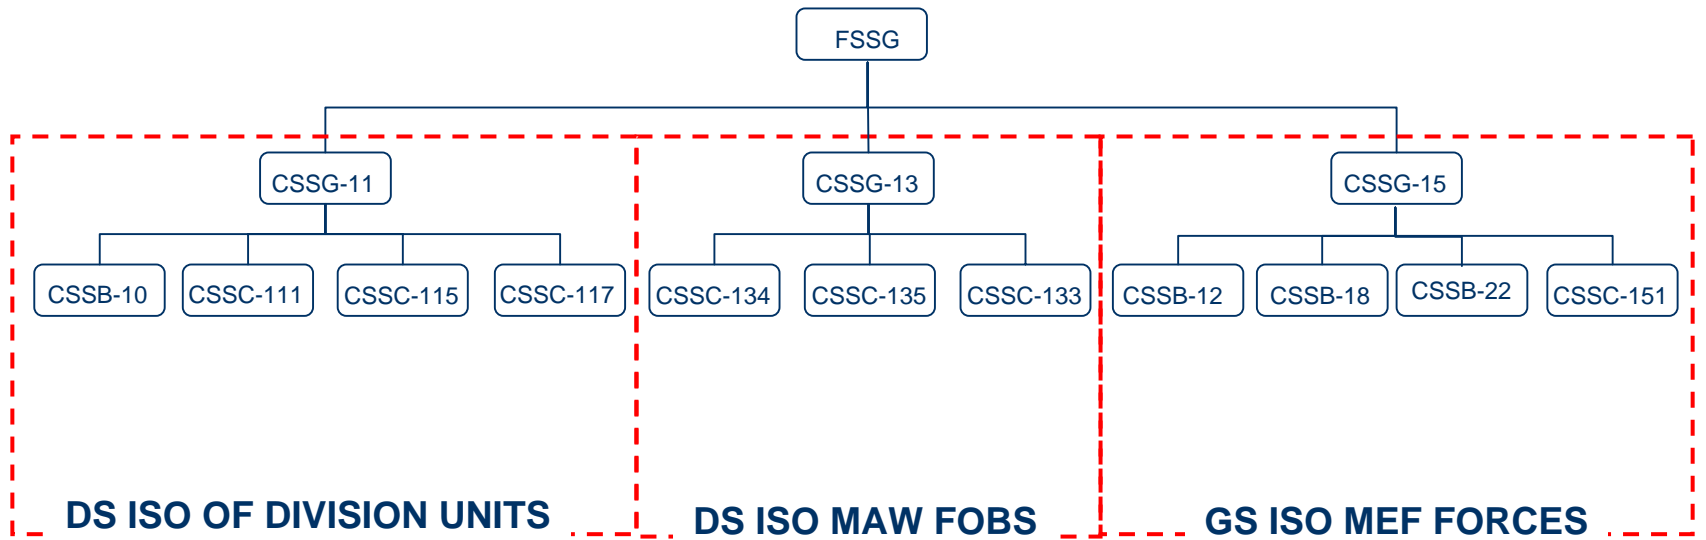 FSSG
CSSG-11
CSSG-13
CSSG-15
CSSB-10
CSSC-111
CSSC-115
CSSC-117
CSSC-134
CSSC-135
CSSC-133
CSSB-12
CSSB-18
CSSB-22
CSSC-151
DS ISO OF DIVISION UNITS
DS ISO MAW FOBS
GS ISO MEF FORCES